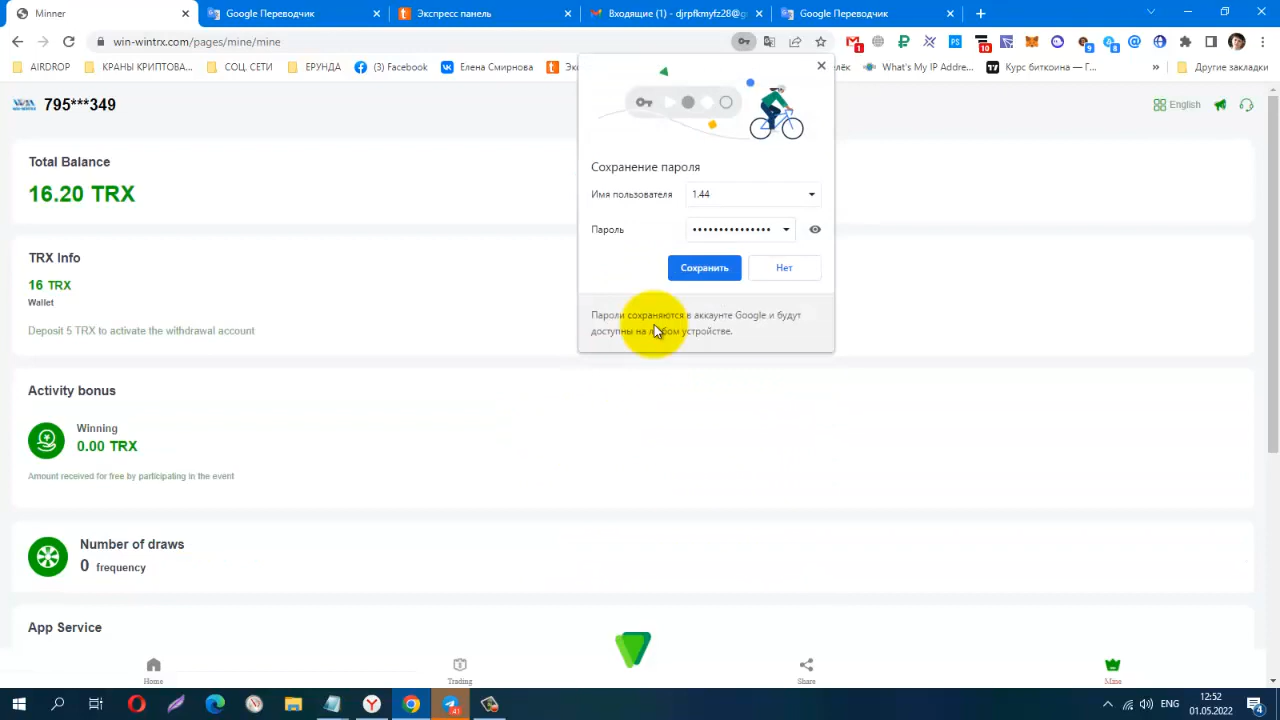 Minner
Google Переводчик
Экспресс панель
Входящие (1) - djrpfkmyfz28@g
Google Переводчик
win-wintrx.com/pages/mine/mine
AIRDROP
КРАНЫ КРИПТОВА...
СОЦ. СЕТИ
ЕРУНДА
(3) Facebook
Елена Смирнова
What's My IP Addre...
Курс биткоина — Г...
Другие закладки
795***349
English
Total Balance
16.20 TRX
TRX Info
16 TRX
Wallet
Deposit 5 TRX to activate the withdrawal account
Activity bonus
Winning
0.00 TRX
Amount received for free by participating in the event
Number of draws
0 frequency
App Service
Сохранение пароля
Имя пользователя
1.44
Пароль
Сохранить
Нет
Пароли сохраняются в аккаунте Google и будут
доступны на любом устройстве.
Home
Trading
Share
Mine
ENG
12:52
01.05.2022